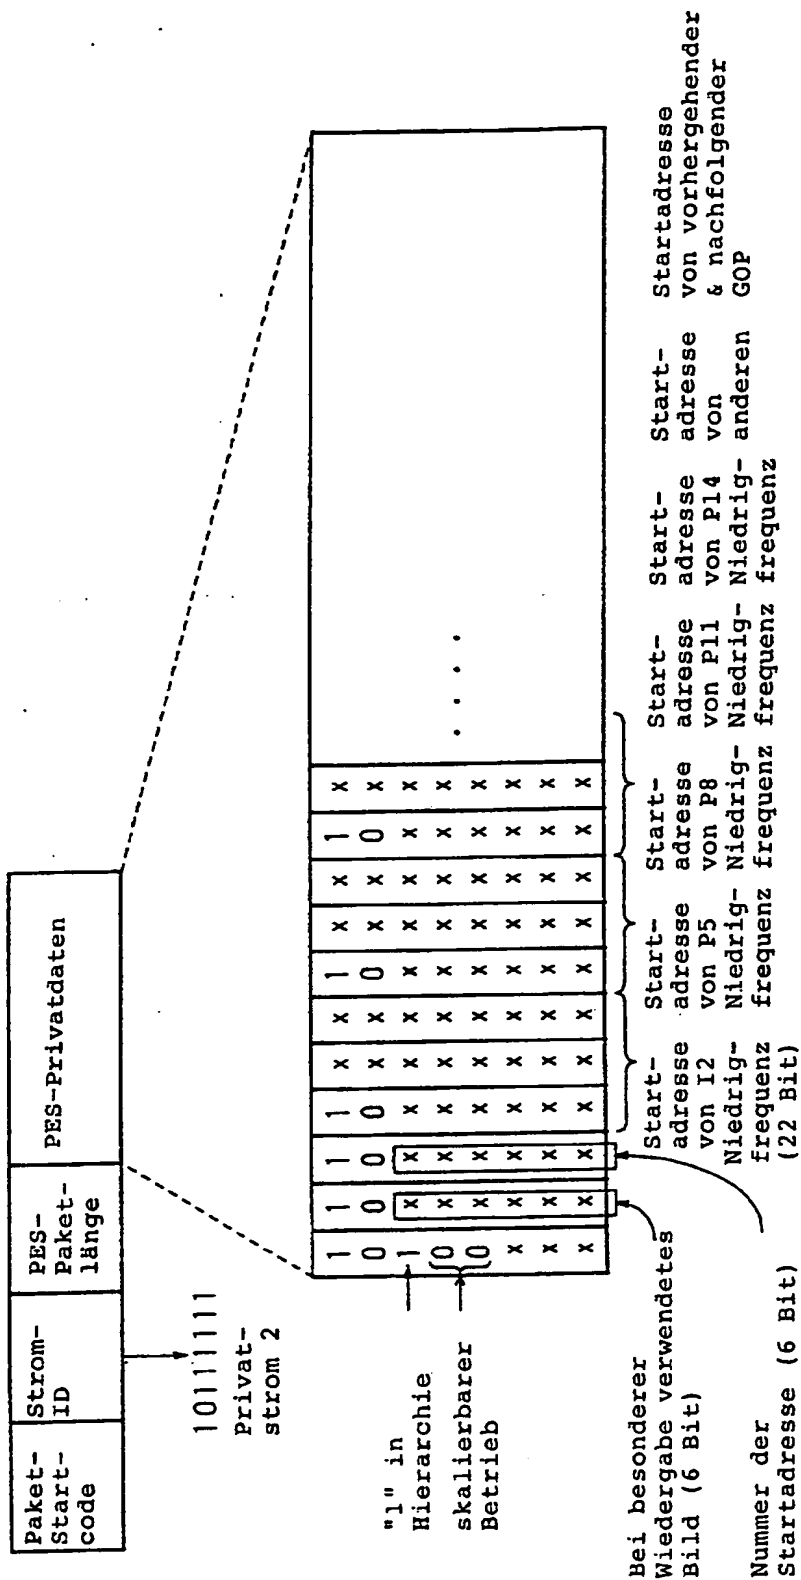 Paket-
Start-
code
Strom-
ID
PES-
Paket-
länge
PES-Privatdaten
10111111
Privat-
strom 2
"1" in
Hierarchie
skalierbarer
Betrieb
1 1 1 1 x x 1 x x 1 x
0 0 0 0 x x 0 x x 0 x
1 x x x x x x x x x x
0 x x x x x x x x x x
0 x x x x x x x x x x
x x x x x x x x x x x
x x x x x x x x x x x
x x x x x x x x x x x
. . . .
Bei besonderer
Wiedergabe verwendetes
Bild (6 Bit)
Nummer der
Startadresse (6 Bit)
Start-
adresse
von I2
Niedrig-
frequenz
(22 Bit)
Start-
adresse
von P5
Niedrig-
frequenz
Start-
adresse
von P8
Niedrig-
frequenz
Start-
adresse
von P11
Niedrig-
frequenz
Start-
adresse
von P14
Niedrig-
frequenz
Start-
adresse
von
anderen
Startadresse
von vorhergehender
& nachfolgender
GOP